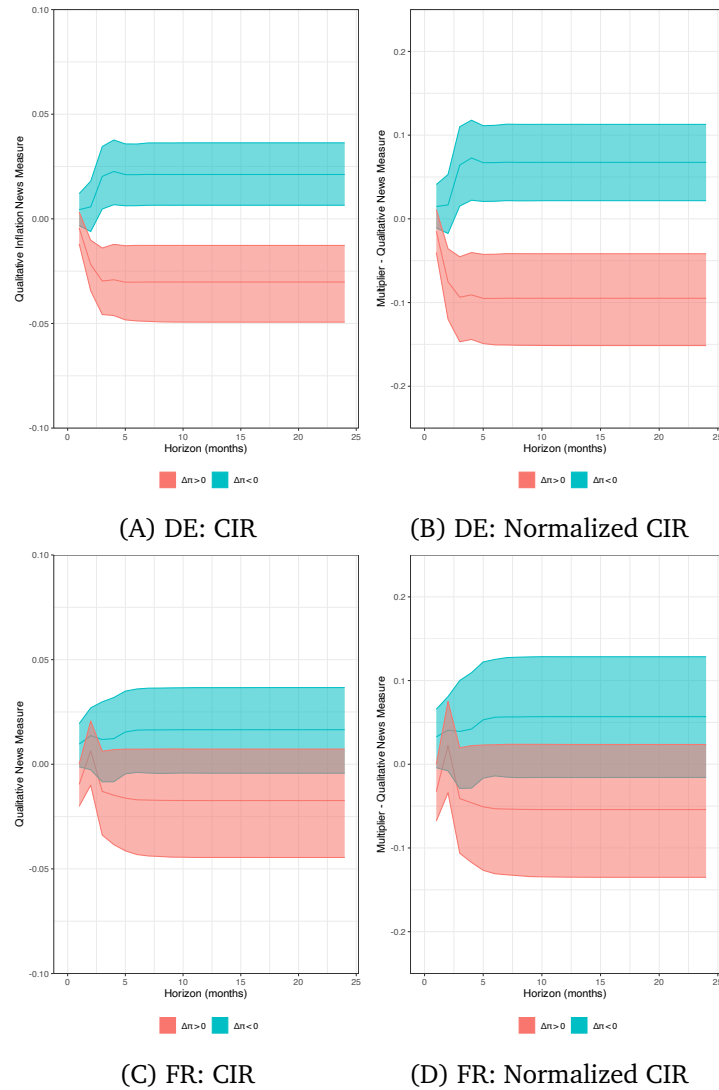 0.10
0.05
0.00
-0.05
-0.10
Qualitative Inflation News Measure
0 5 10 15 20 25
Horizon (months)
Δπ>0 Δπ<0
(A) DE: CIR
0.2
0.1
0.0
-0.1
-0.2
Multiplier - Qualitative News Measure
0 5 10 15 20 25
Horizon (months)
Δπ>0 Δπ<0
(B) DE: Normalized CIR
0.10
0.05
0.00
-0.05
-0.10
Qualitative News Measure
0 5 10 15 20 25
Horizon (months)
Δπ>0 Δπ<0
(C) FR: CIR
0.2
0.1
0.0
-0.1
-0.2
Multiplier - Qualitative News Measure
0 5 10 15 20 25
Horizon (months)
Δπ>0 Δπ<0
(D) FR: Normalized CIR